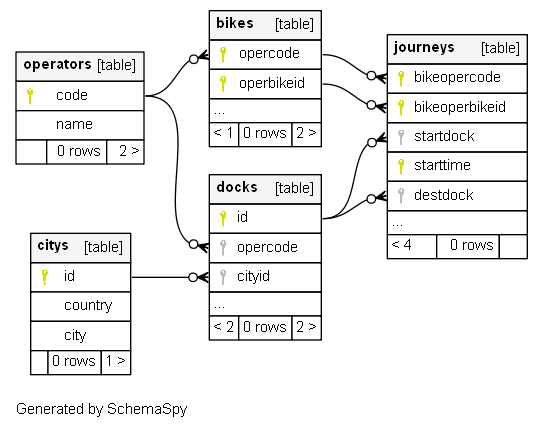 operators [table]
code
name
0 rows 2 >
citys [table]
id
country
city
0 rows 1 >
bikes [table]
opercode
operbikeid
...
< 1 0 rows 2 >
docks [table]
id
opercode
cityid
...
< 2 0 rows 2 >
journeys [table]
bikeopercode
bikeoperbikeid
startdock
starttime
destdock
...
< 4 0 rows
Generated by SchemaSpy